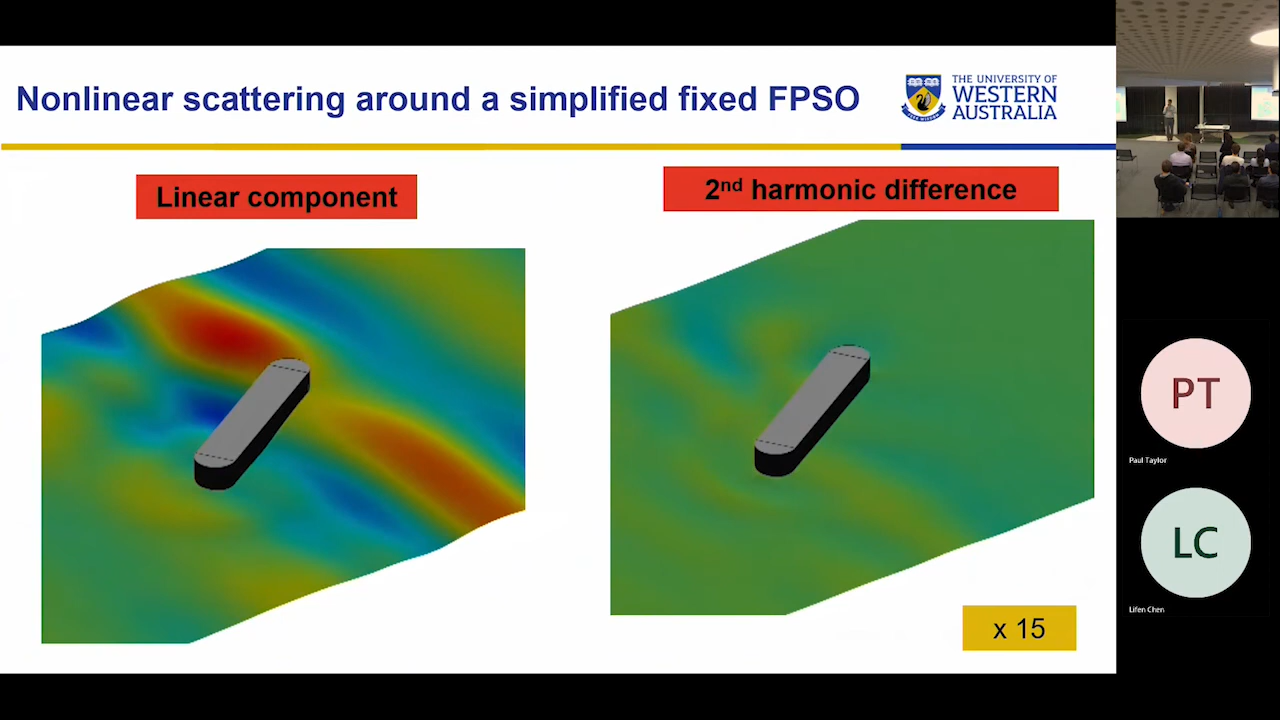 Nonlinear scattering around a simplified fixed FPSO
THE UNIVERSITY OF
WESTERN
AUSTRALIA
Linear component
2nd harmonic difference
x 15
PT
Paul Taylor
LC
Lifen Chen